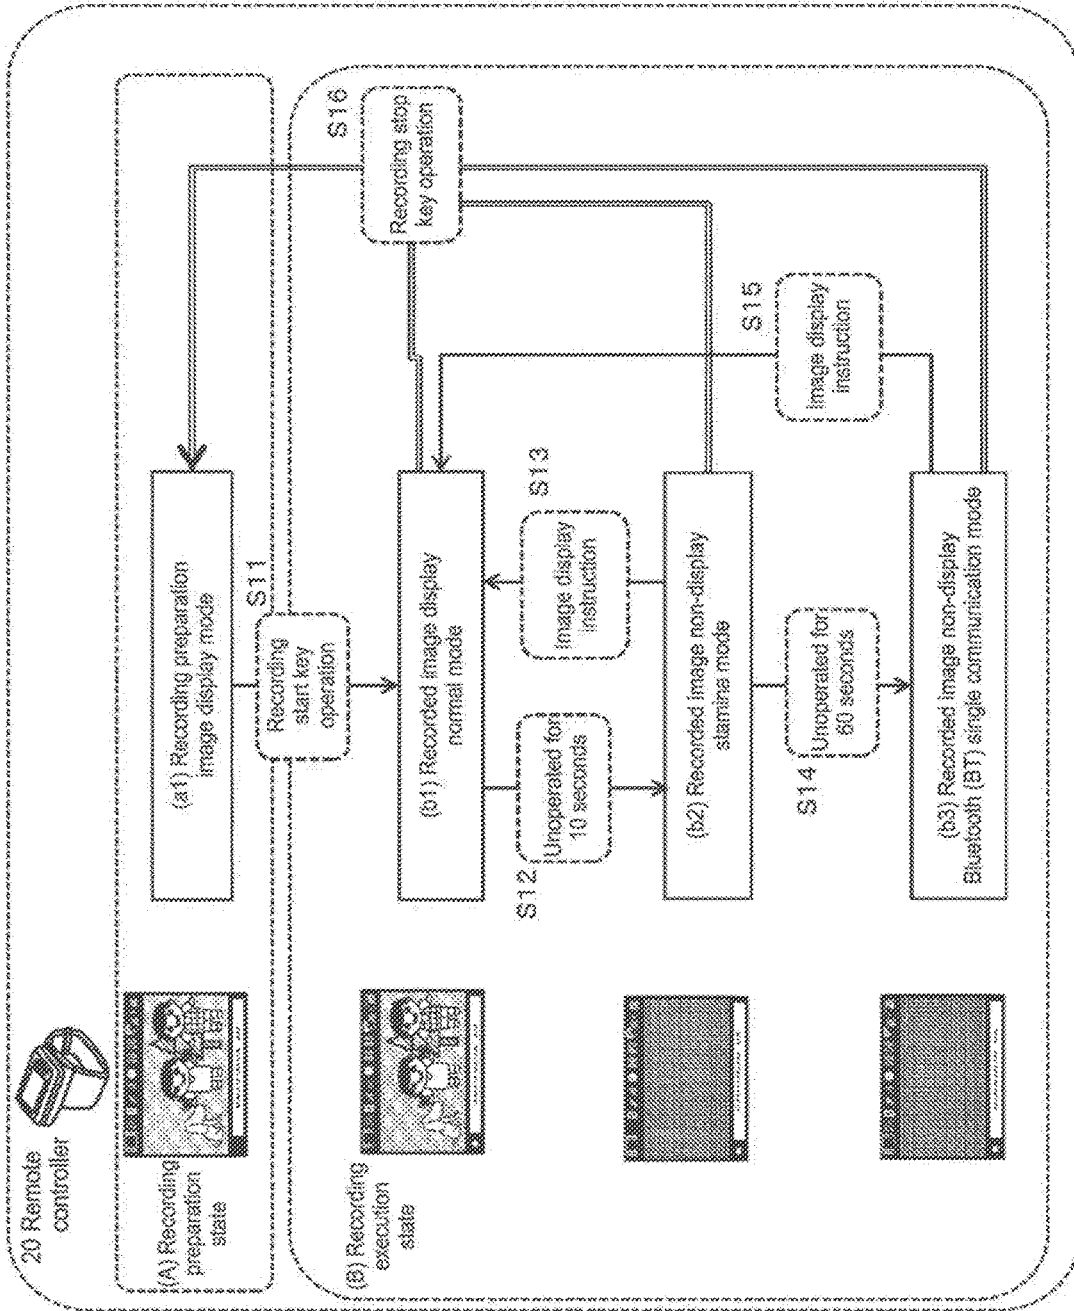 20 Remote
controller
(A) Recording
preparation
state
(a1) Recording preparation
image display mode
S11
Recording
start key
operation
(B) Recording
execution
state
(b1) Recorded image display
normal mode
S16
Recording stop
key operation
S12
Unoperated for
10 seconds
S13
Image display
instruction
(b2) Recorded image non-display
stamina mode
S14
Unoperated for
60 seconds
S15
Image display
instruction
(b3) Recorded image non-display
Bluetooth (BT) single communication mode